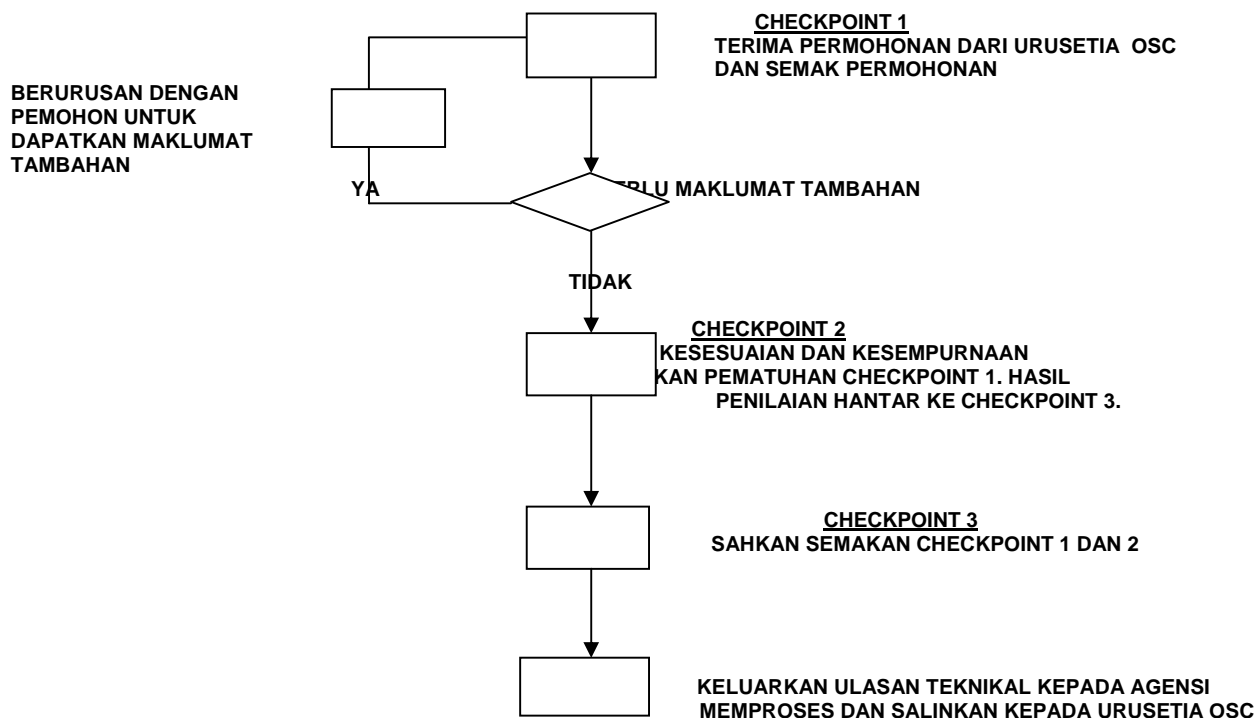 CHECKPOINT 1
TERIMA PERMOHONAN DARI URUSETIA OSC
DAN SEMAK PERMOHONAN
BERURUSAN DENGAN
PEMOHON UNTUK
DAPATKAN MAKLUMAT
TAMBAHAN
YA
MAKLUMAT TAMBAHAN
TIDAK
CHECKPOINT 2
KESESUAIAN DAN KESEMPURNAAN
PEMATUHAN CHECKPOINT 1. HASIL
PENILAIAN HANTAR KE CHECKPOINT 3.
CHECKPOINT 3
SAHKAN SEMAKAN CHECKPOINT 1 DAN 2
KELUARKAN ULASAN TEKNIKAL KEPADA AGENSI
MEMPROSES DAN SALINKAN KEPADA URUSETIA OSC